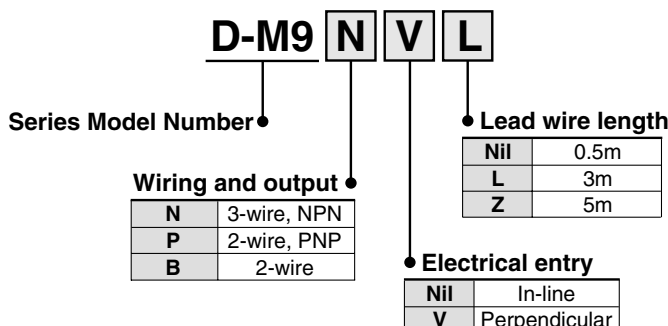 D-M9 N V L
Series Model Number
Lead wire length
Nil 0.5m
L 3m
Z 5m
Wiring and output
N 3-wire, NPN
P 2-wire, PNP
B 2-wire
Electrical entry
Nil In-line
V Perpendicular